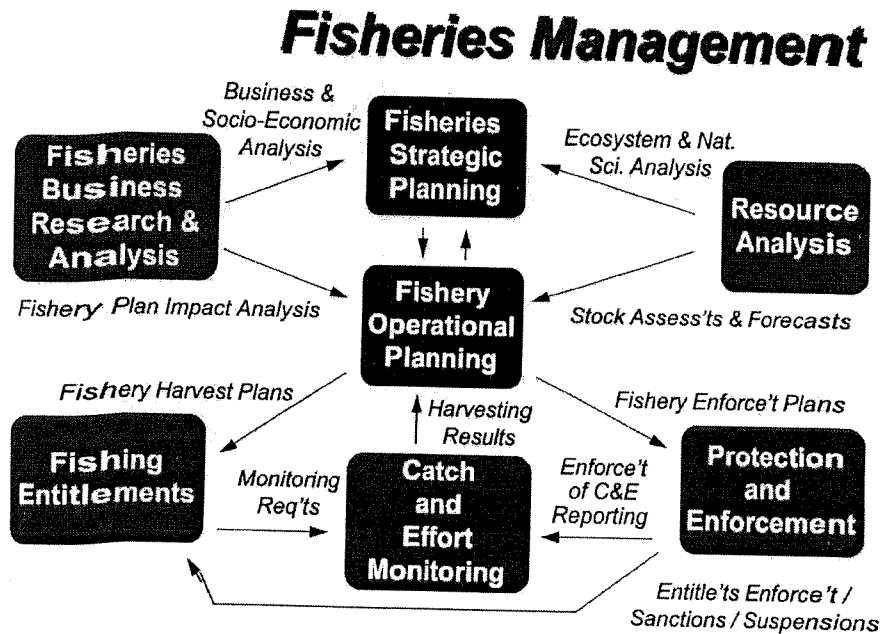 Fisheries Management
Business &
Socio-Economic
Analysis
Fisheries
Strategic
Planning
Ecosystem & Nat.
Sci. Analysis
Fisheries
Business
Research &
Analysis
Resource
Analysis
Fishery Plan Impact Analysis
Fishery
Operational
Planning
Stock Assess'ts & Forecasts
Fishery Harvest Plans
Harvesting
Results
Fishery Enforce't Plans
Fishing
Entitlements
Monitoring
Req'ts
Catch
and
Effort
Monitoring
Enforce't
of C&E
Reporting
Protection
and
Enforcement
Entitle'ts Enforce't /
Sanctions / Suspensions